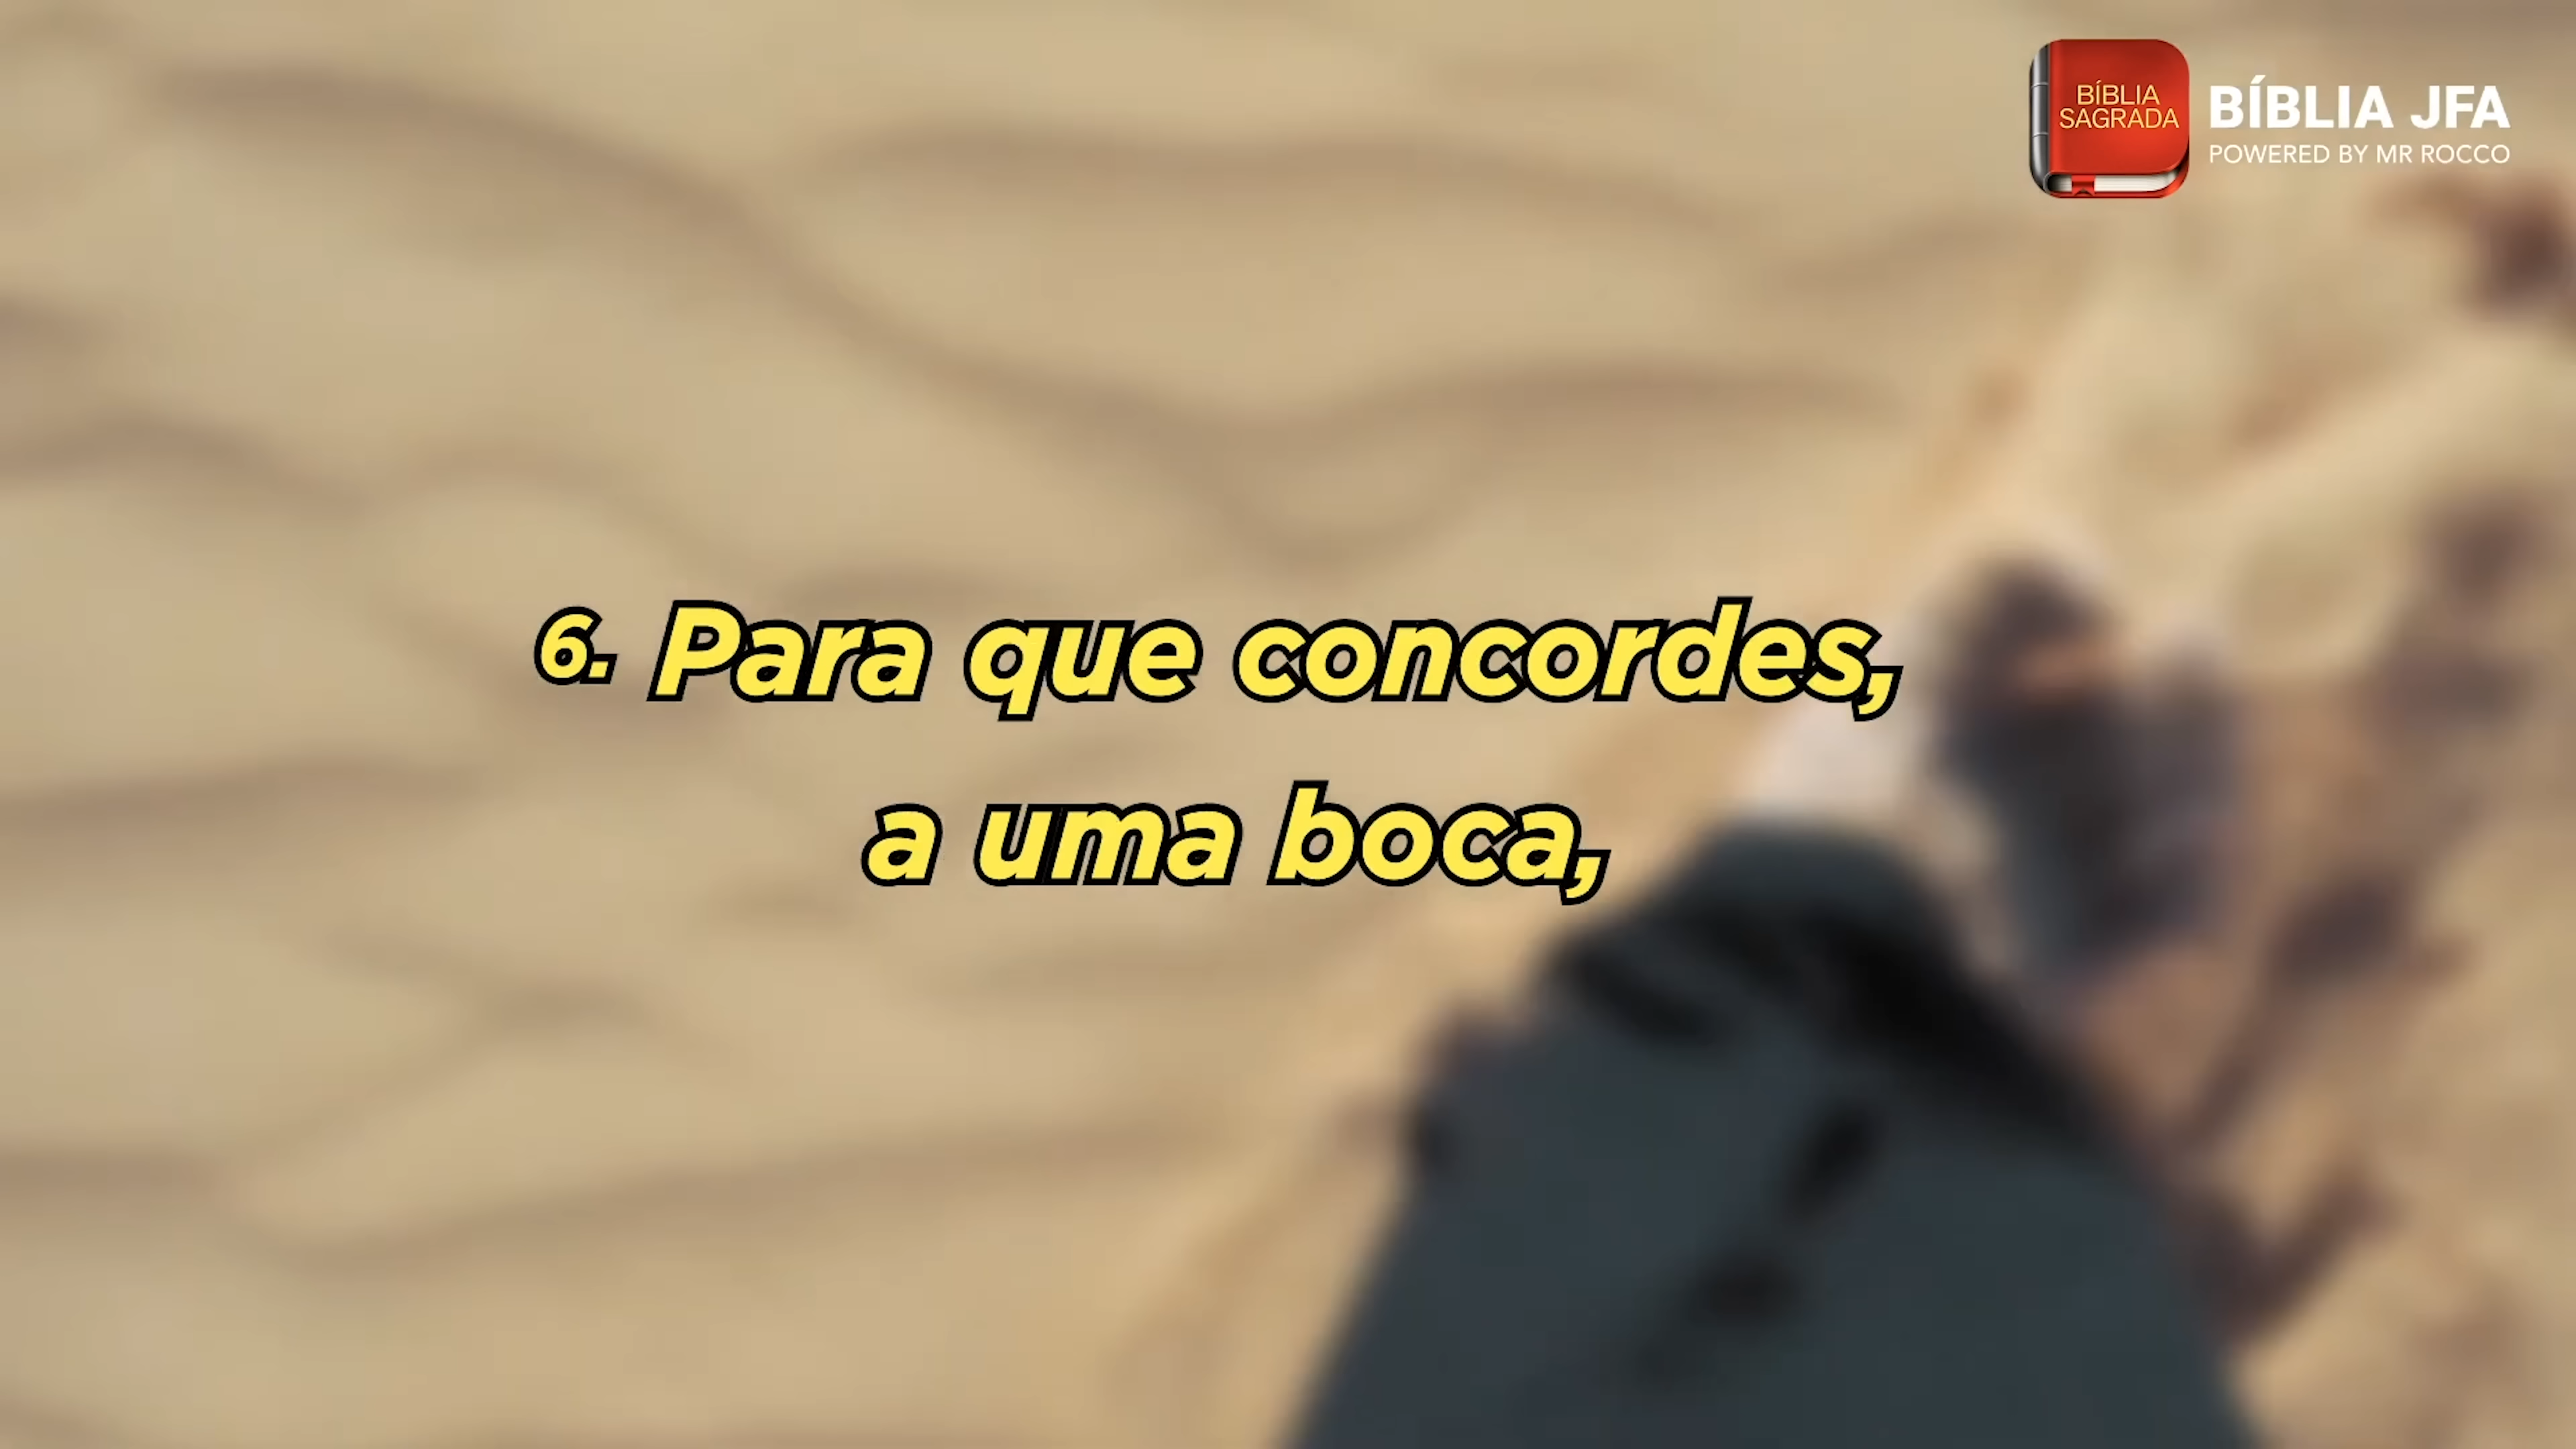 BÍBLIA
SAGRADA
BÍBLIA JFA
POWERED BY MR ROCCO
6. Para que concordes,
a uma boca,